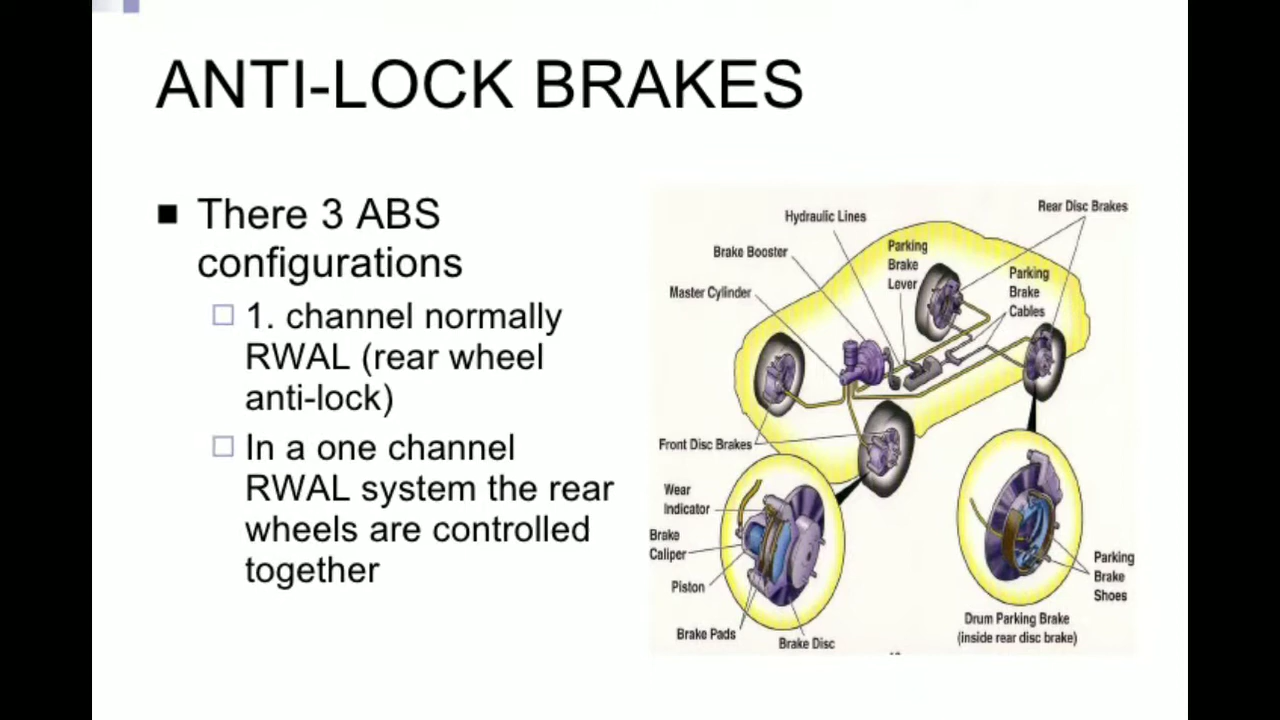 ANTI-LOCK BRAKES
There 3 ABS
configurations
1. channel normally
RWAL (rear wheel
anti-lock)
In a one channel
RWAL system the rear
wheels are controlled
together
Hydraulic Lines
Rear Disc Brakes
Brake Booster
Parking
Brake
Lever
Master Cylinder
Parking
Brake
Cables
Front Disc Brakes
Wear
Indicator
Brake
Caliper
Piston
Brake Pads
Brake Disc
Parking
Brake
Shoes
Drum Parking Brake
(inside rear disc brake)